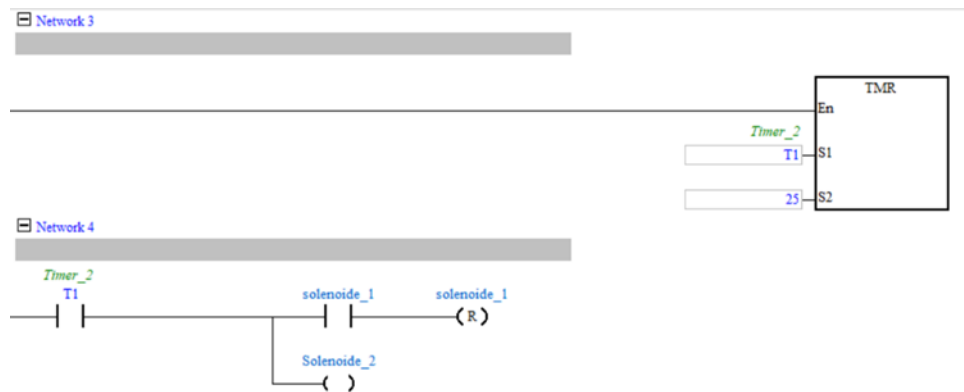 Network 3
TMR
En
Timer_2
T1 S1
25 S2
Network 4
Timer_2
T1
solenoide_1 solenoide_1
R
Solenoide_2